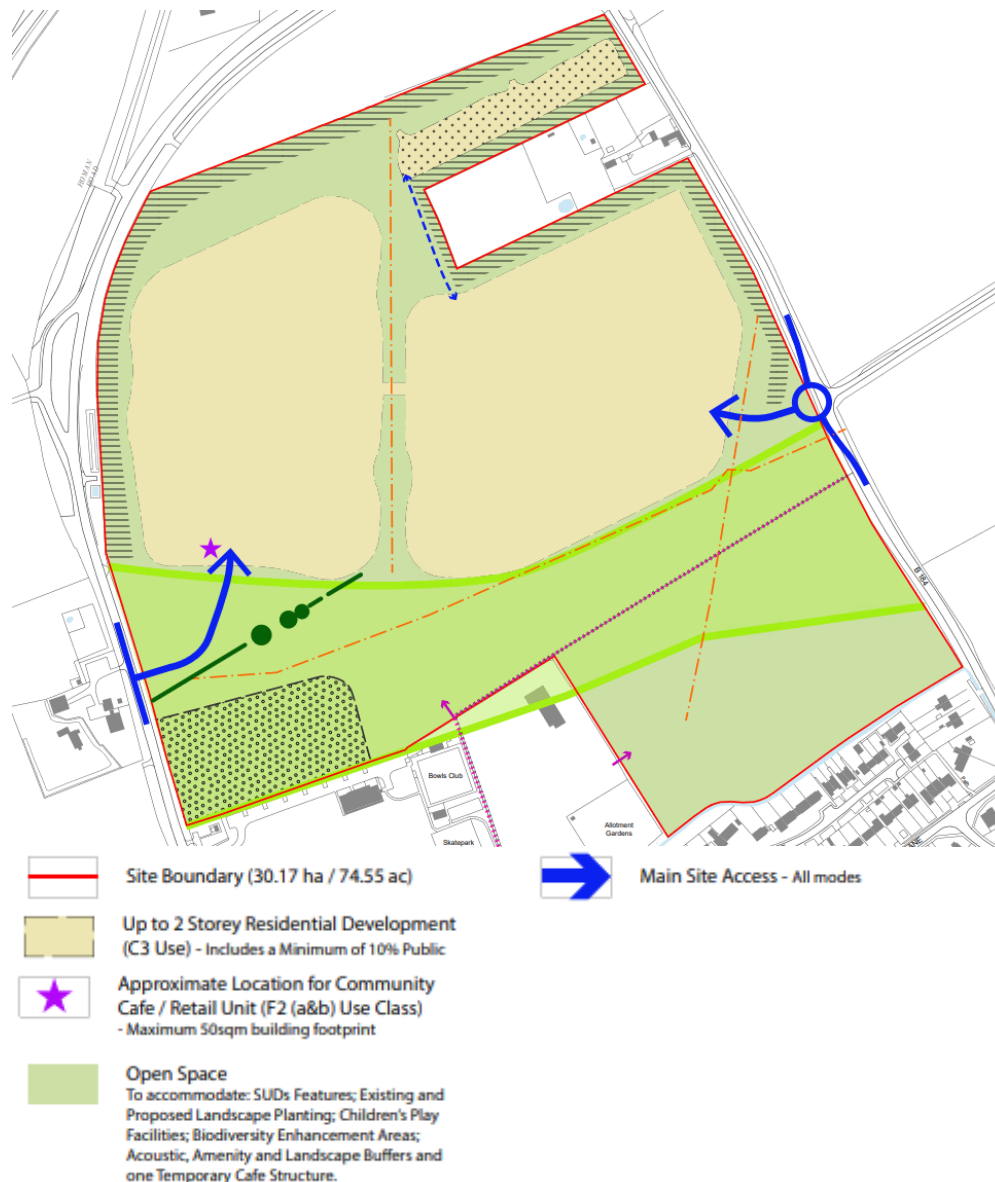 ROMAN
ROAD
B 184
Bowls Club
Skatepark
Allotment
Gardens
Site Boundary (30.17 ha / 74.55 ac)
Main Site Access - All modes
Up to 2 Storey Residential Development
(C3 Use) - Includes a Minimum of 10% Public
Approximate Location for Community
Cafe / Retail Unit (F2 (a&b) Use Class)
- Maximum 50sqm building footprint
Open Space
To accommodate: SUDs Features; Existing and
Proposed Landscape Planting; Children's Play
Facilities; Biodiversity Enhancement Areas;
Acoustic, Amenity and Landscape Buffers and
one Temporary Cafe Structure.